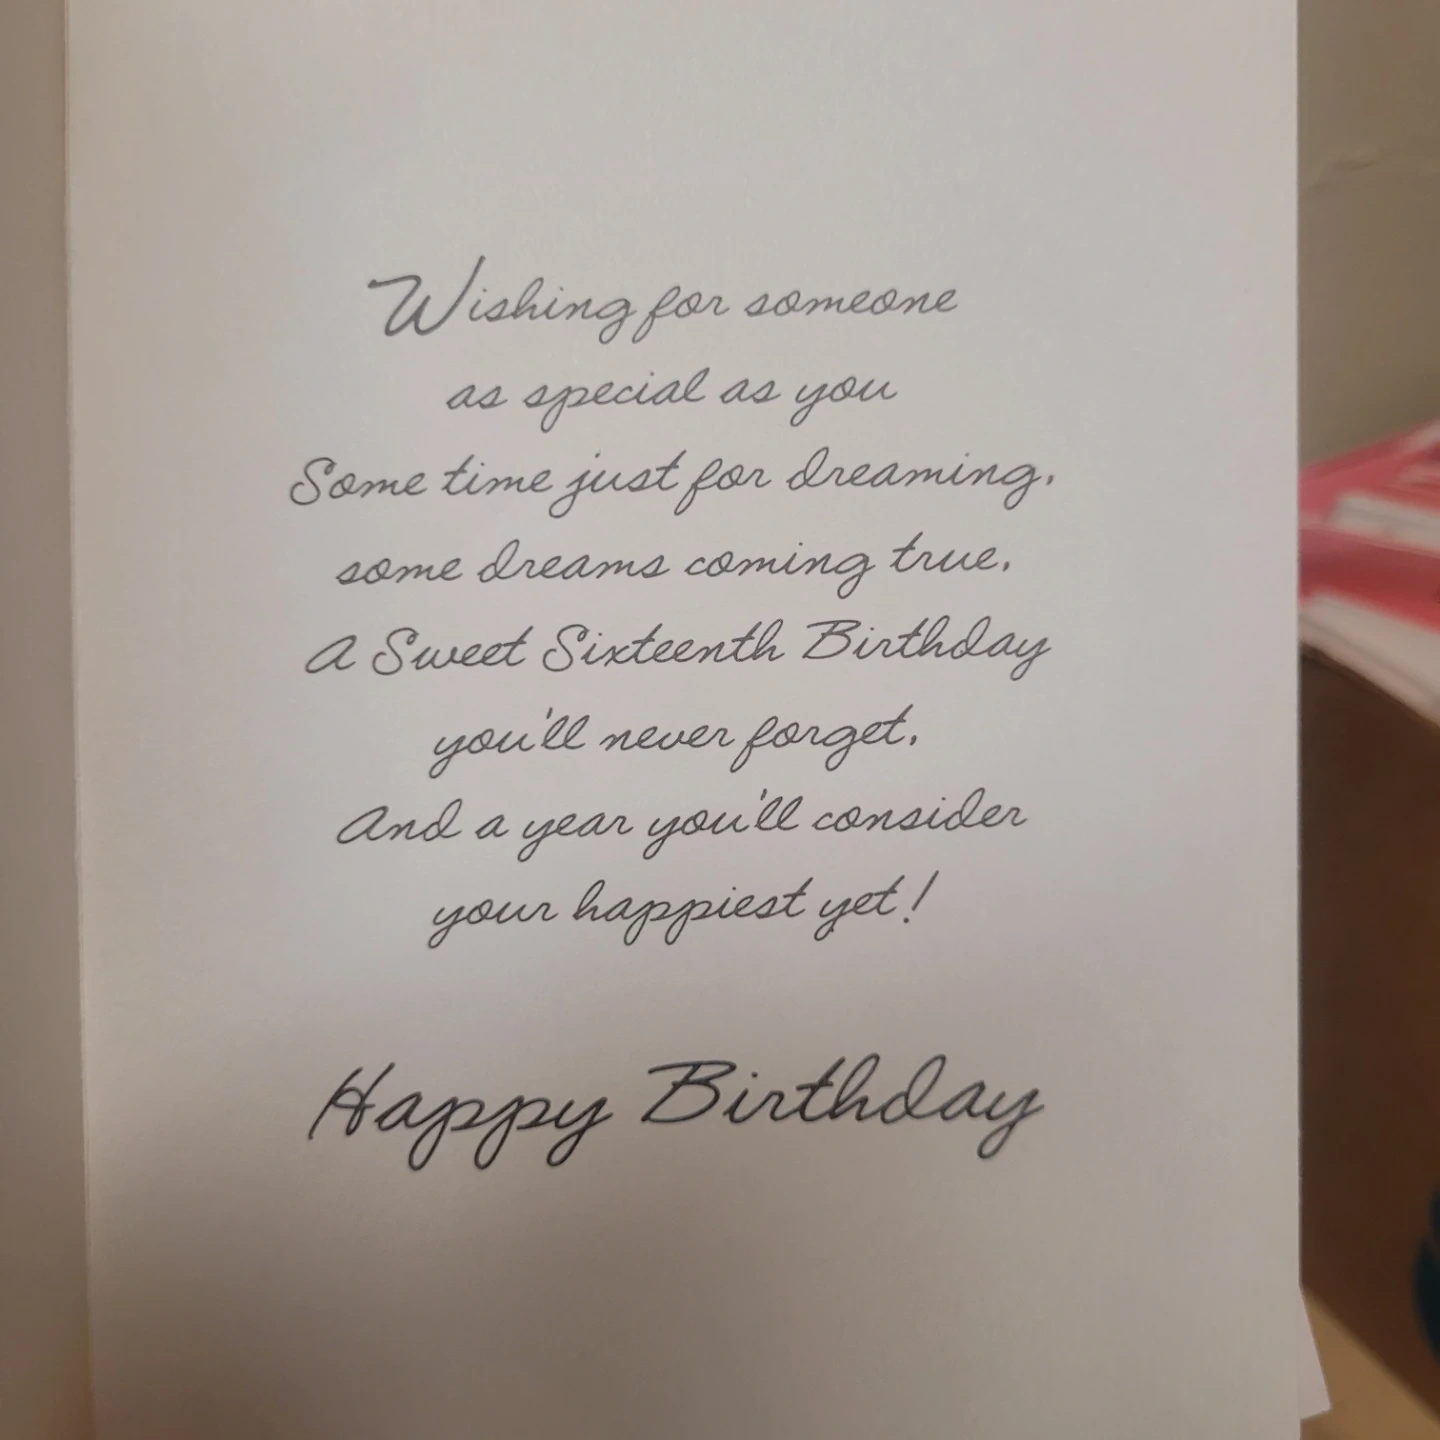 Wishing for someone
as special as you
Some time just for dreaming,
some dreams coming true,
A Sweet Sixteenth Birthday
you'll never forget,
And a year you'll consider
your happiest yet!
Happy Birthday